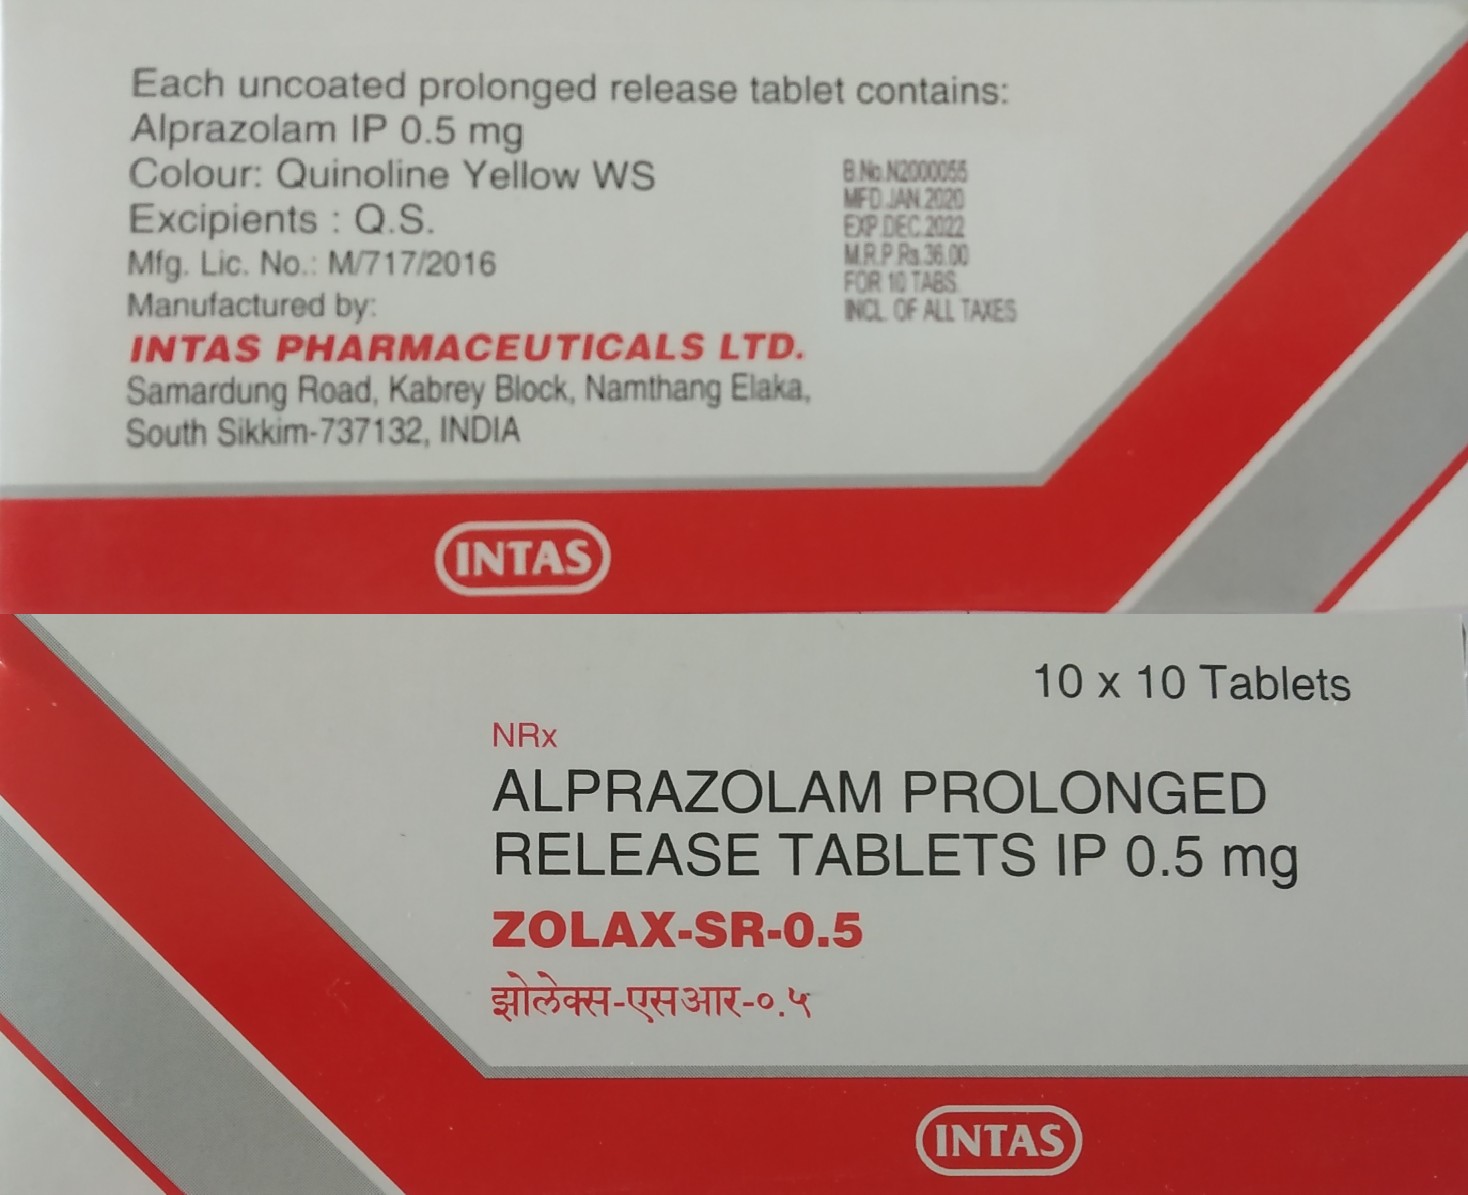 Each uncoated prolonged release tablet contains:
Alprazolam IP 0.5 mg
Colour: Quinoline Yellow WS
Excipients : Q.S.
Mfg. Lic. No.: M/717/2016
Manufactured by:
INTAS PHARMACEUTICALS LTD.
Samardung Road, Kabrey Block, Namthang Elaka,
South Sikkim-737132, INDIA
B.No.N2000055
MFD.JAN.2020
EXP.DEC.2022
M.R.P.Rs.36.00
FOR 10 TABS.
INCL. OF ALL TAXES
INTAS
10 x 10 Tablets
NRx
ALPRAZOLAM PROLONGED
RELEASE TABLETS IP 0.5 mg
ZOLAX-SR-0.5
झोलेक्स-एसआर-०.५
INTAS